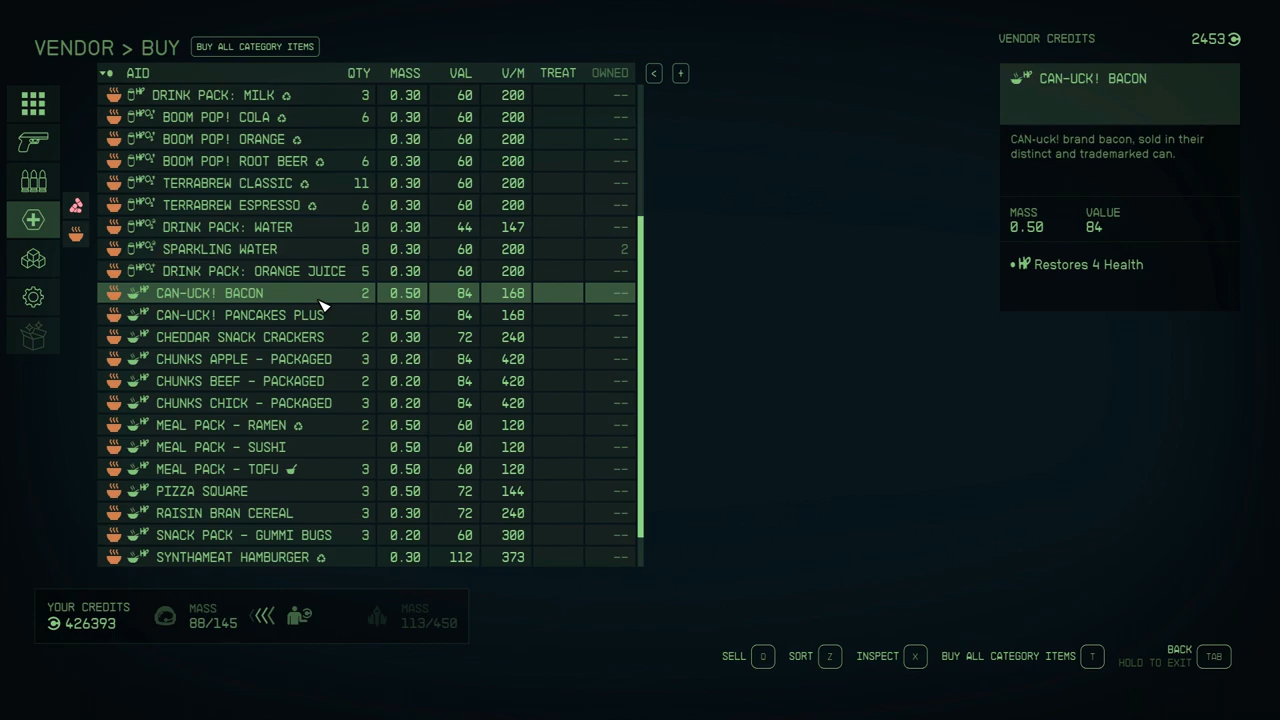 VENDOR > BUY BUY ALL CATEGORY ITEMS
VENDOR CREDITS 2453
AID QTY MASS VAL V/M TREAT OWNED < +
DRINK PACK: MILK 3 0.30 60 200 --
BOOM POP! COLA 6 0.30 60 200 --
BOOM POP! ORANGE 0.30 60 200 --
BOOM POP! ROOT BEER 6 0.30 60 200 --
TERRABREW CLASSIC 11 0.30 60 200 --
TERRABREW ESPRESSO 6 0.30 60 200 --
DRINK PACK: WATER 10 0.30 44 147 --
SPARKLING WATER 8 0.30 60 200 2
DRINK PACK: ORANGE JUICE 5 0.30 60 200 --
CAN-UCK! BACON 2 0.50 84 168 --
CAN-UCK! PANCAKES PLUS 0.50 84 168 --
CHEDDAR SNACK CRACKERS 2 0.30 72 240 --
CHUNKS APPLE - PACKAGED 3 0.20 84 420 --
CHUNKS BEEF - PACKAGED 2 0.20 84 420 --
CHUNKS CHICK - PACKAGED 3 0.20 84 420 --
MEAL PACK - RAMEN 2 0.50 60 120 --
MEAL PACK - SUSHI 0.50 60 120 --
MEAL PACK - TOFU 3 0.50 60 120 --
PIZZA SQUARE 3 0.50 72 144 --
RAISIN BRAN CEREAL 3 0.30 72 240 --
SNACK PACK - GUMMI BUGS 3 0.20 60 300 --
SYNTHAMEAT HAMBURGER 0.30 112 373 --
CAN-UCK! BACON
CAN-uck! brand bacon, sold in their
distinct and trademarked can.
MASS VALUE
0.50 84
HP Restores 4 Health
YOUR CREDITS MASS MASS
426393 88/145 113/450
SELL Q SORT Z INSPECT X BUY ALL CATEGORY ITEMS T BACK TAB
HOLD TO EXIT